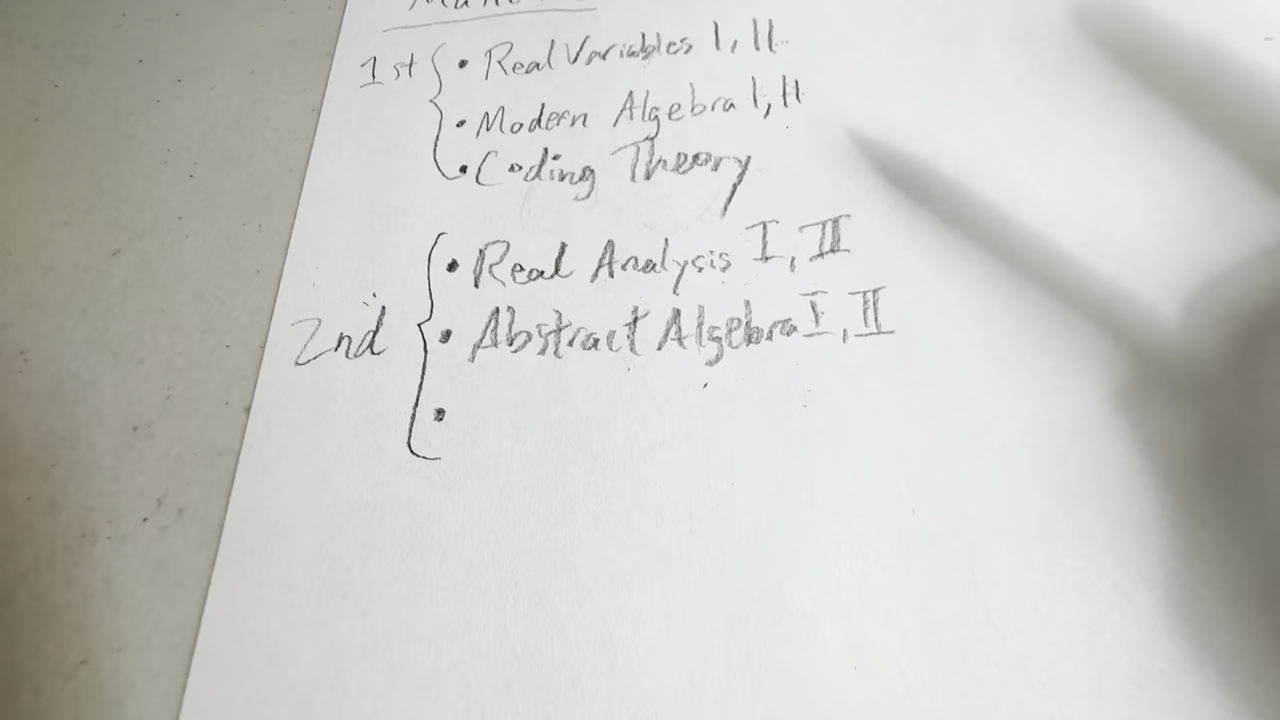 1st { • Real Variables I, II
• Modern Algebra I, II
• Coding Theory
2nd { • Real Analysis I, II
• Abstract Algebra I, II
•